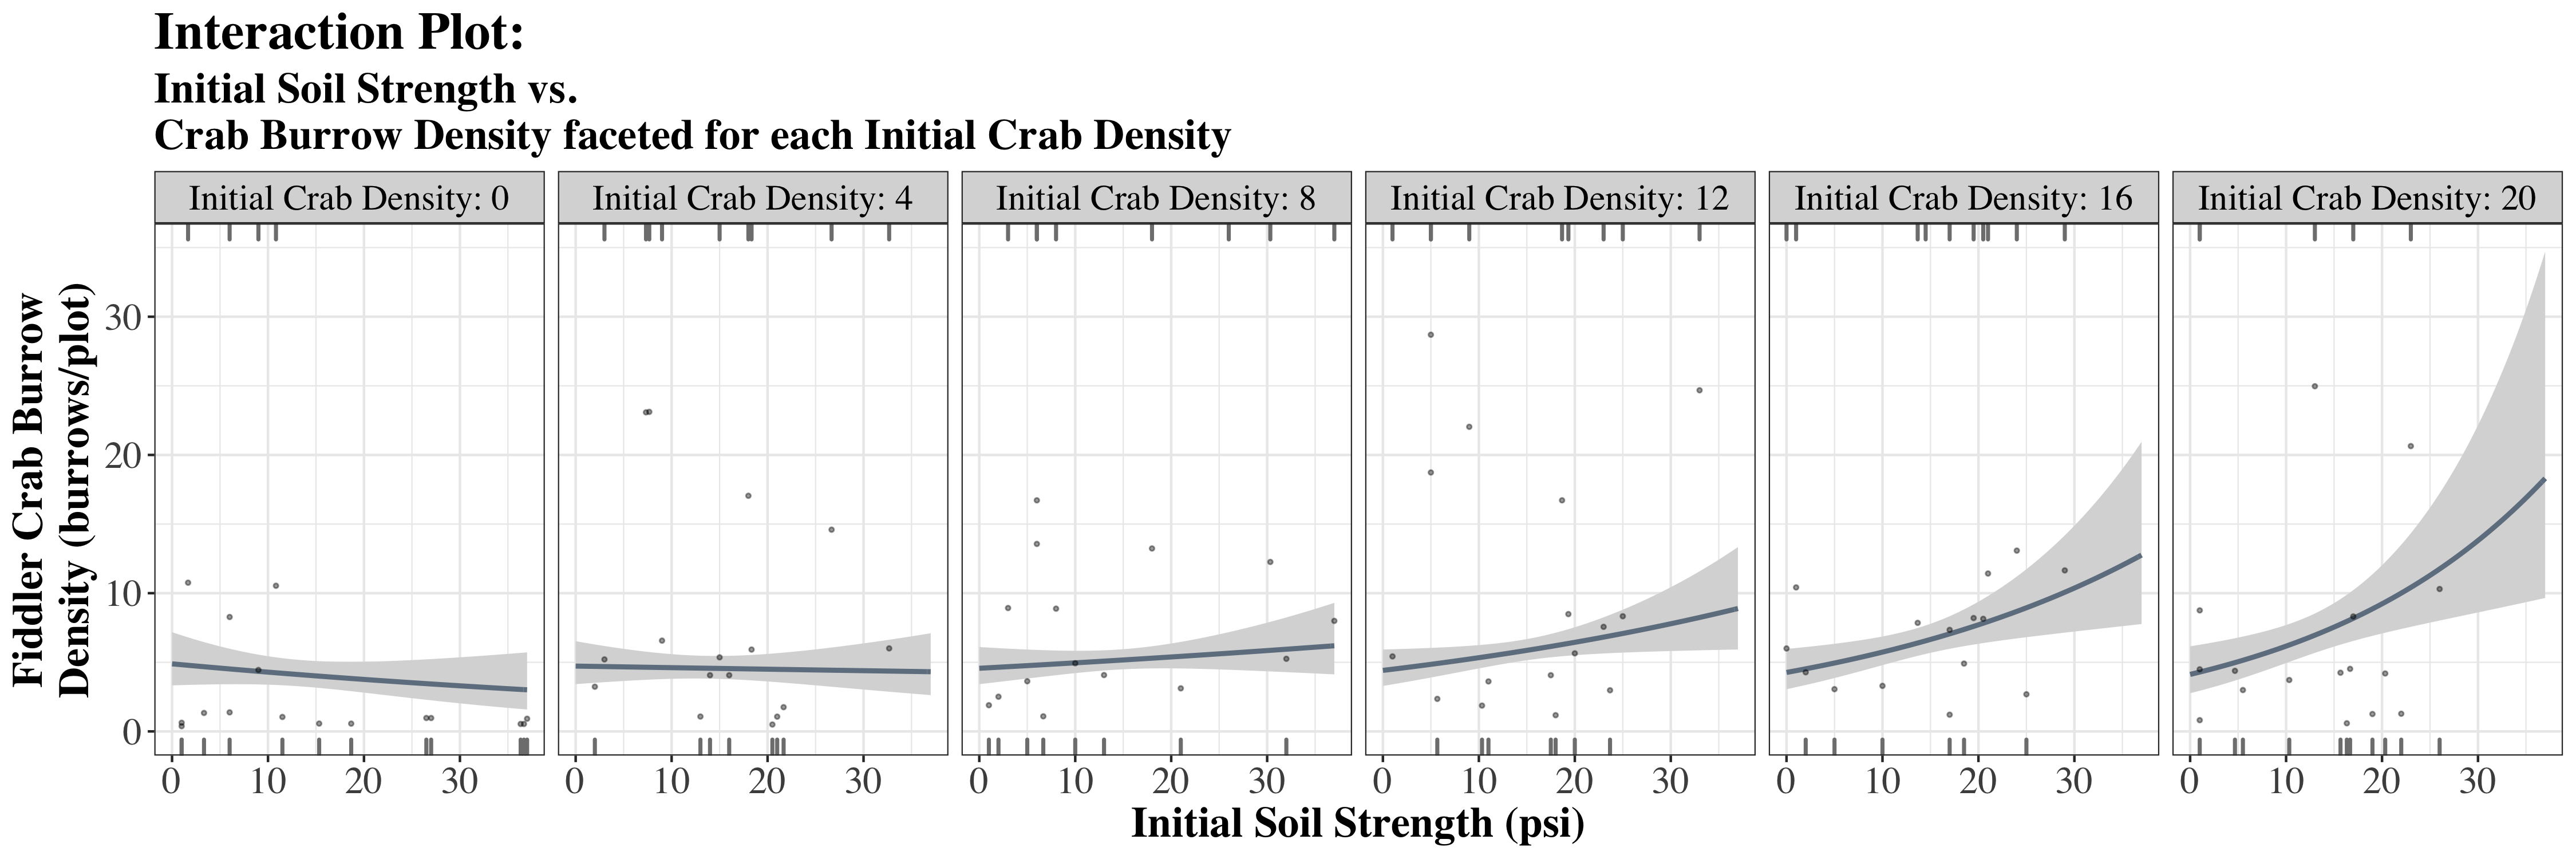 Interaction Plot:
Initial Soil Strength vs.
Crab Burrow Density faceted for each Initial Crab Density
Initial Crab Density: 0
Initial Crab Density: 4
Initial Crab Density: 8
Initial Crab Density: 12
Initial Crab Density: 16
Initial Crab Density: 20
Fiddler Crab Burrow
Density (burrows/plot)
30
20
10
0
0 10 20 30
0 10 20 30
0 10 20 30
0 10 20 30
0 10 20 30
0 10 20 30
Initial Soil Strength (psi)